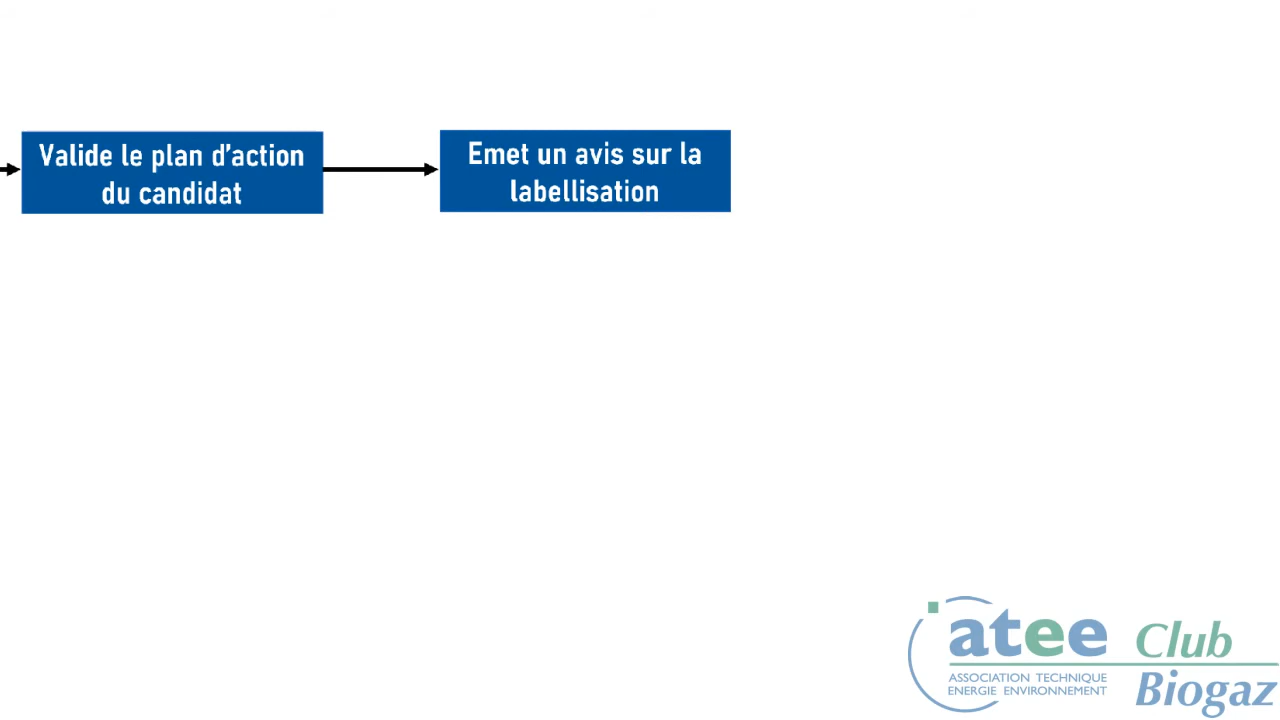 Valide le plan d’action
du candidat
Emet un avis sur la
labellisation
atee
ASSOCIATION TECHNIQUE
ENERGIE ENVIRONNEMENT
Club
Biogaz